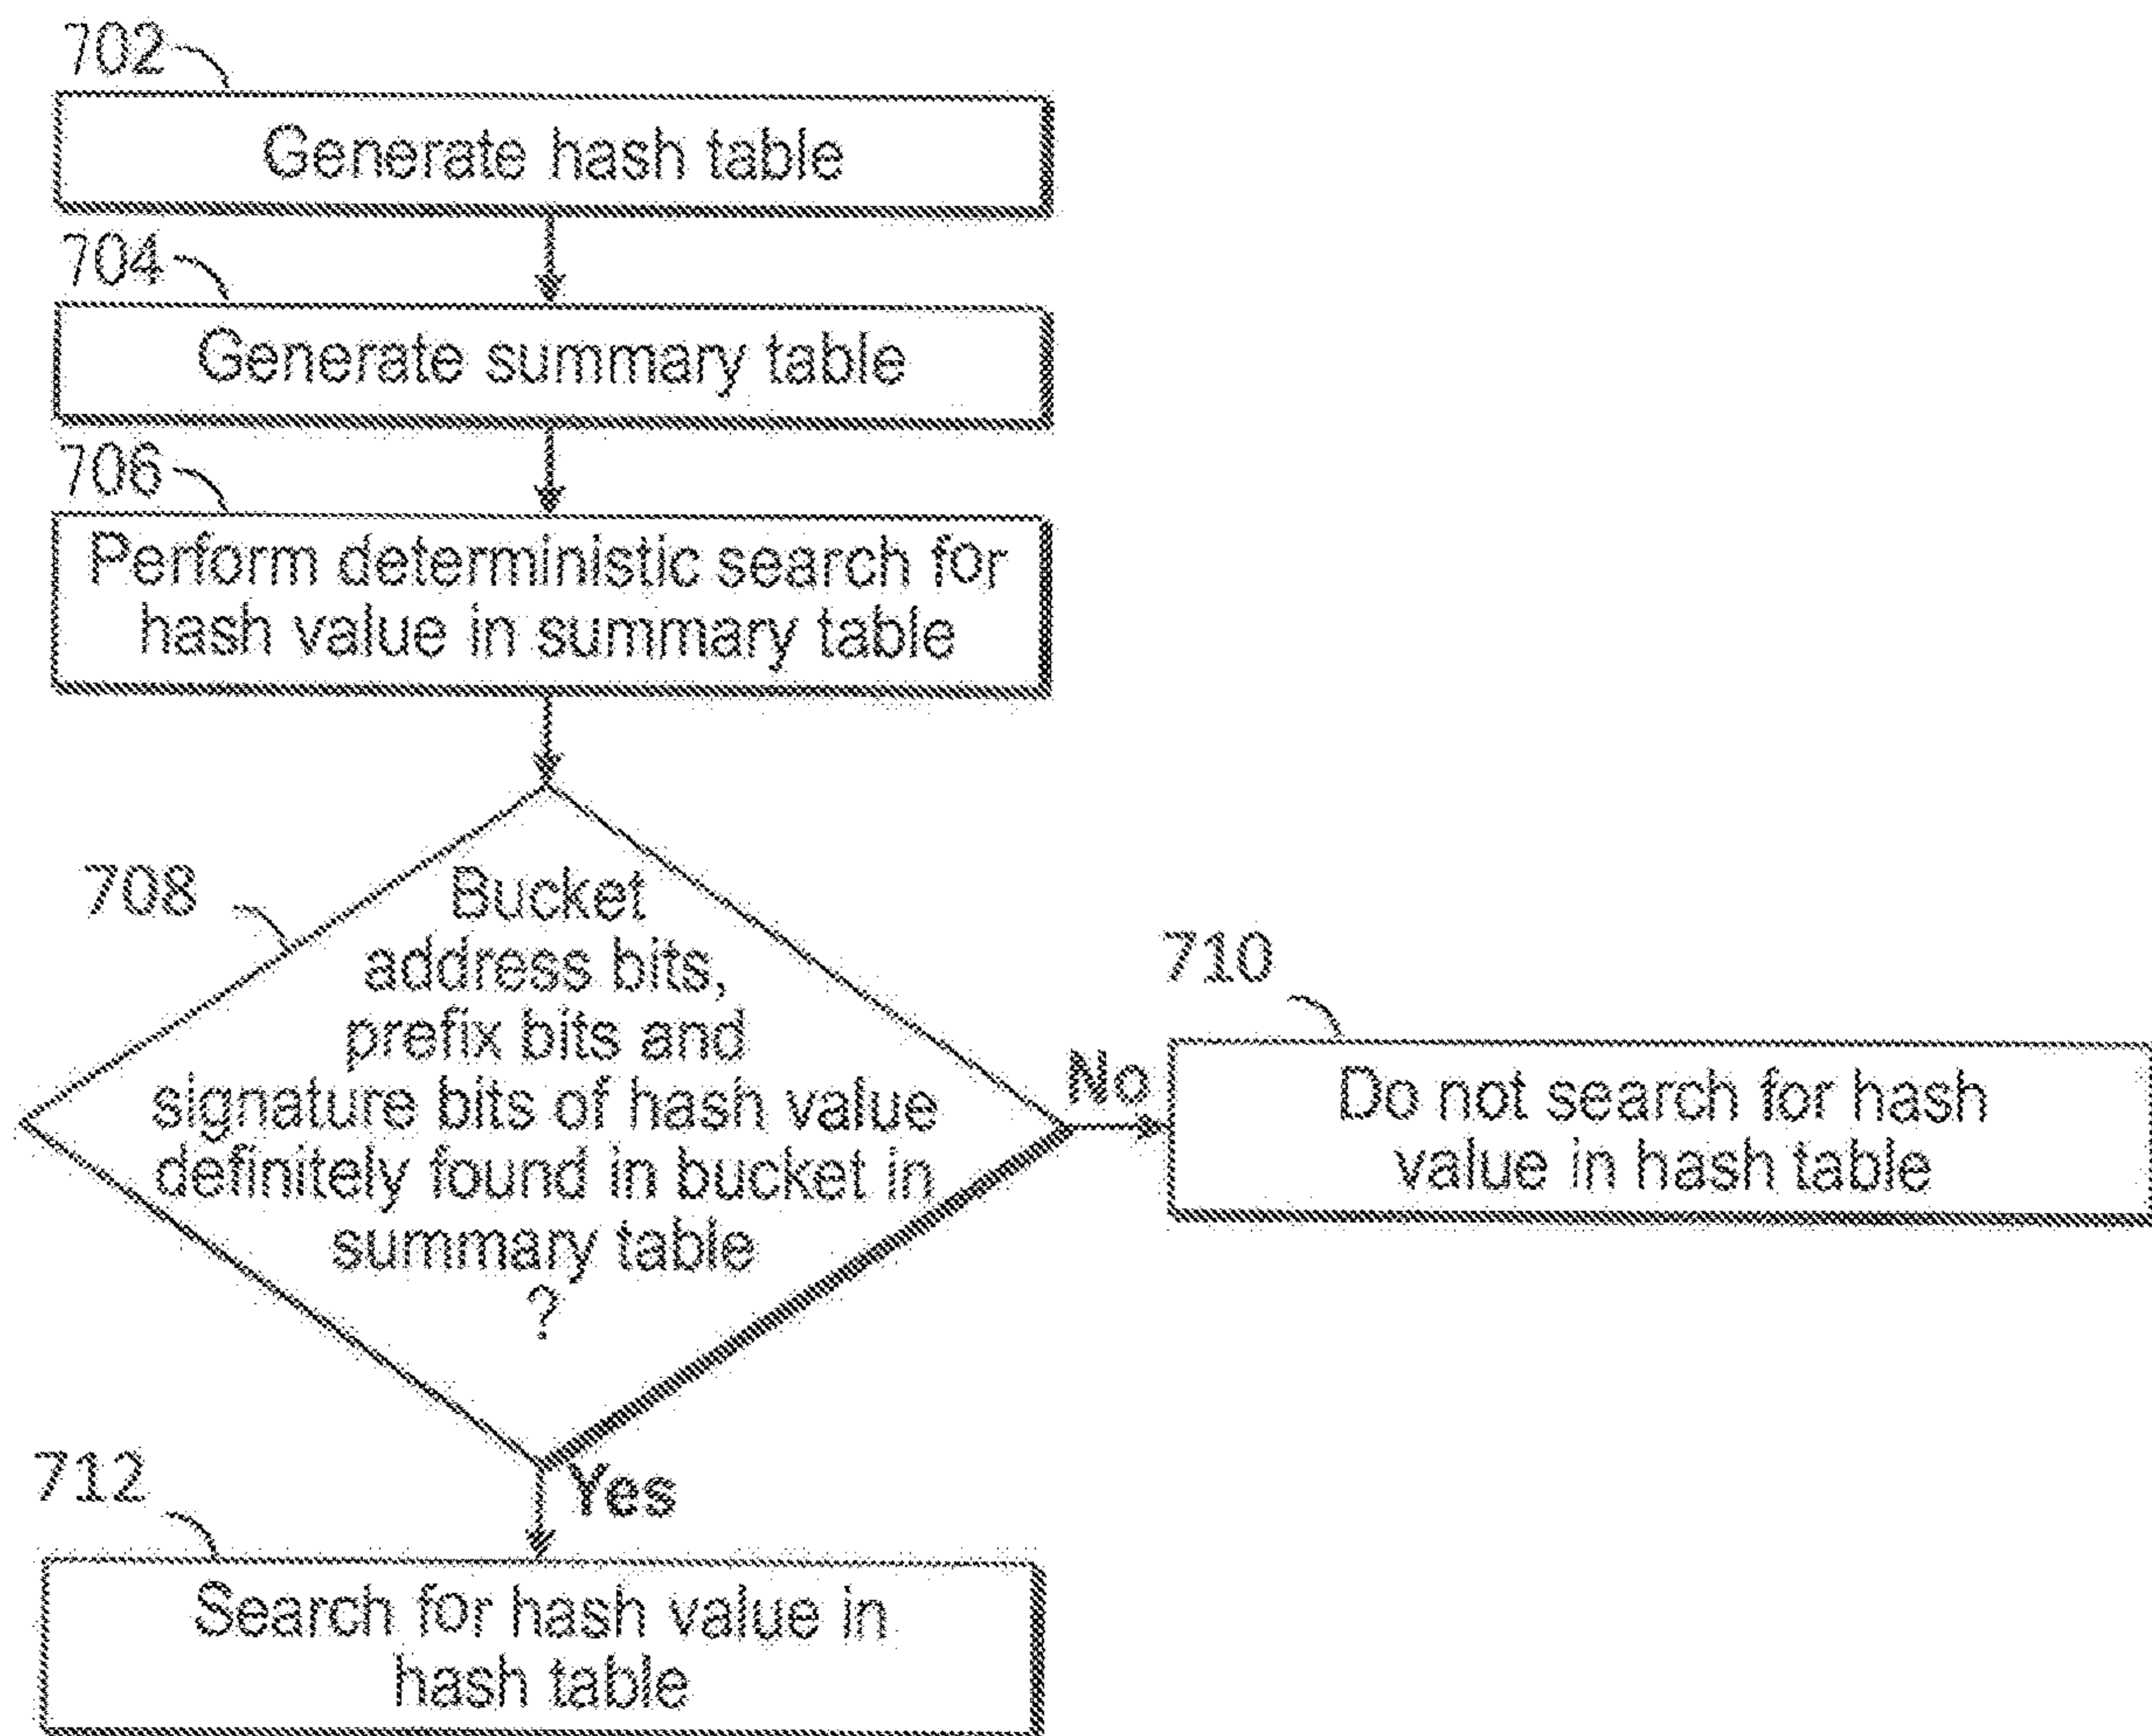 702
Generate hash table
704
Generate summary table
706
Perform deterministic search for
hash value in summary table
708
Bucket
address bits,
prefix bits and
signature bits of hash value
definitely found in bucket in
summary table
?
No
710
Do not search for hash
value in hash table
Yes
712
Search for hash value in
hash table